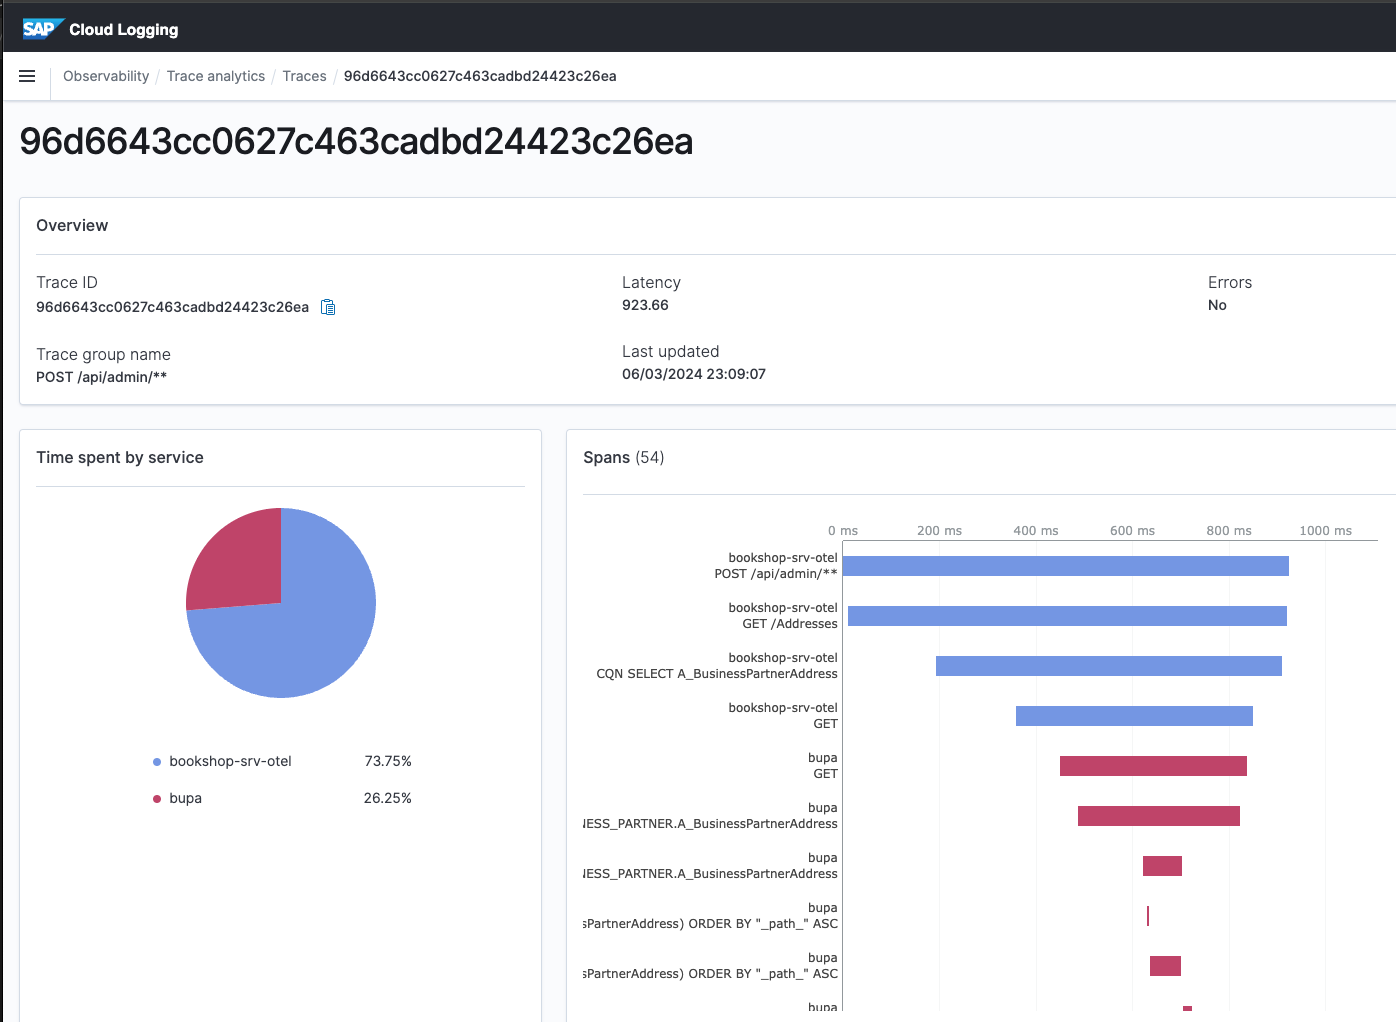 SAP Cloud Logging
Observability / Trace analytics / Traces / 96d6643cc0627c463cadbd24423c26ea
96d6643cc0627c463cadbd24423c26ea
Overview
Trace ID
96d6643cc0627c463cadbd24423c26ea
Latency
923.66
Errors
No
Trace group name
POST /api/admin/**
Last updated
06/03/2024 23:09:07
Time spent by service
bookshop-srv-otel 73.75%
bupa 26.25%
Spans (54)
0 ms 200 ms 400 ms 600 ms 800 ms 1000 ms
bookshop-srv-otel
POST /api/admin/**
bookshop-srv-otel
GET /Addresses
bookshop-srv-otel
CQN SELECT A_BusinessPartnerAddress
bookshop-srv-otel
GET
bupa
GET
bupa
NESS_PARTNER.A_BusinessPartnerAddress
bupa
NESS_PARTNER.A_BusinessPartnerAddress
bupa
sPartnerAddress) ORDER BY "_path_" ASC
bupa
sPartnerAddress) ORDER BY "_path_" ASC
bupa